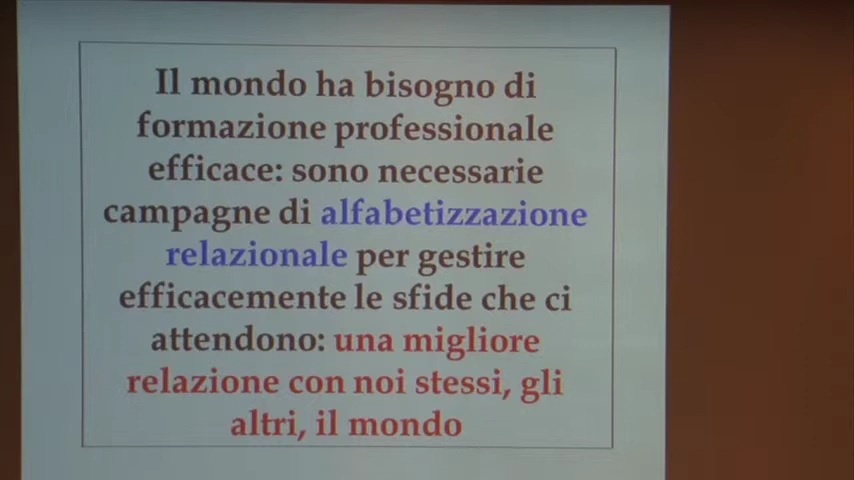 Il mondo ha bisogno di
formazione professionale
efficace: sono necessarie
campagne di alfabetizzazione
relazionale per gestire
efficacemente le sfide che ci
attendono: una migliore
relazione con noi stessi, gli
altri, il mondo